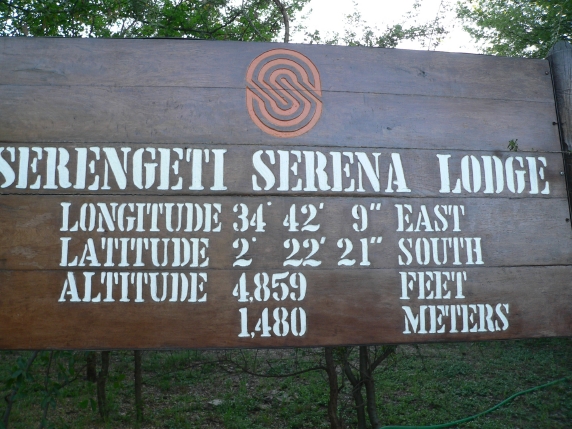 SERENGETI SERENA LODGE
LONGITUDE 34° 42' 9" EAST
LATITUDE 2° 22' 21" SOUTH
ALTITUDE 4,859 FEET
1,480 METERS